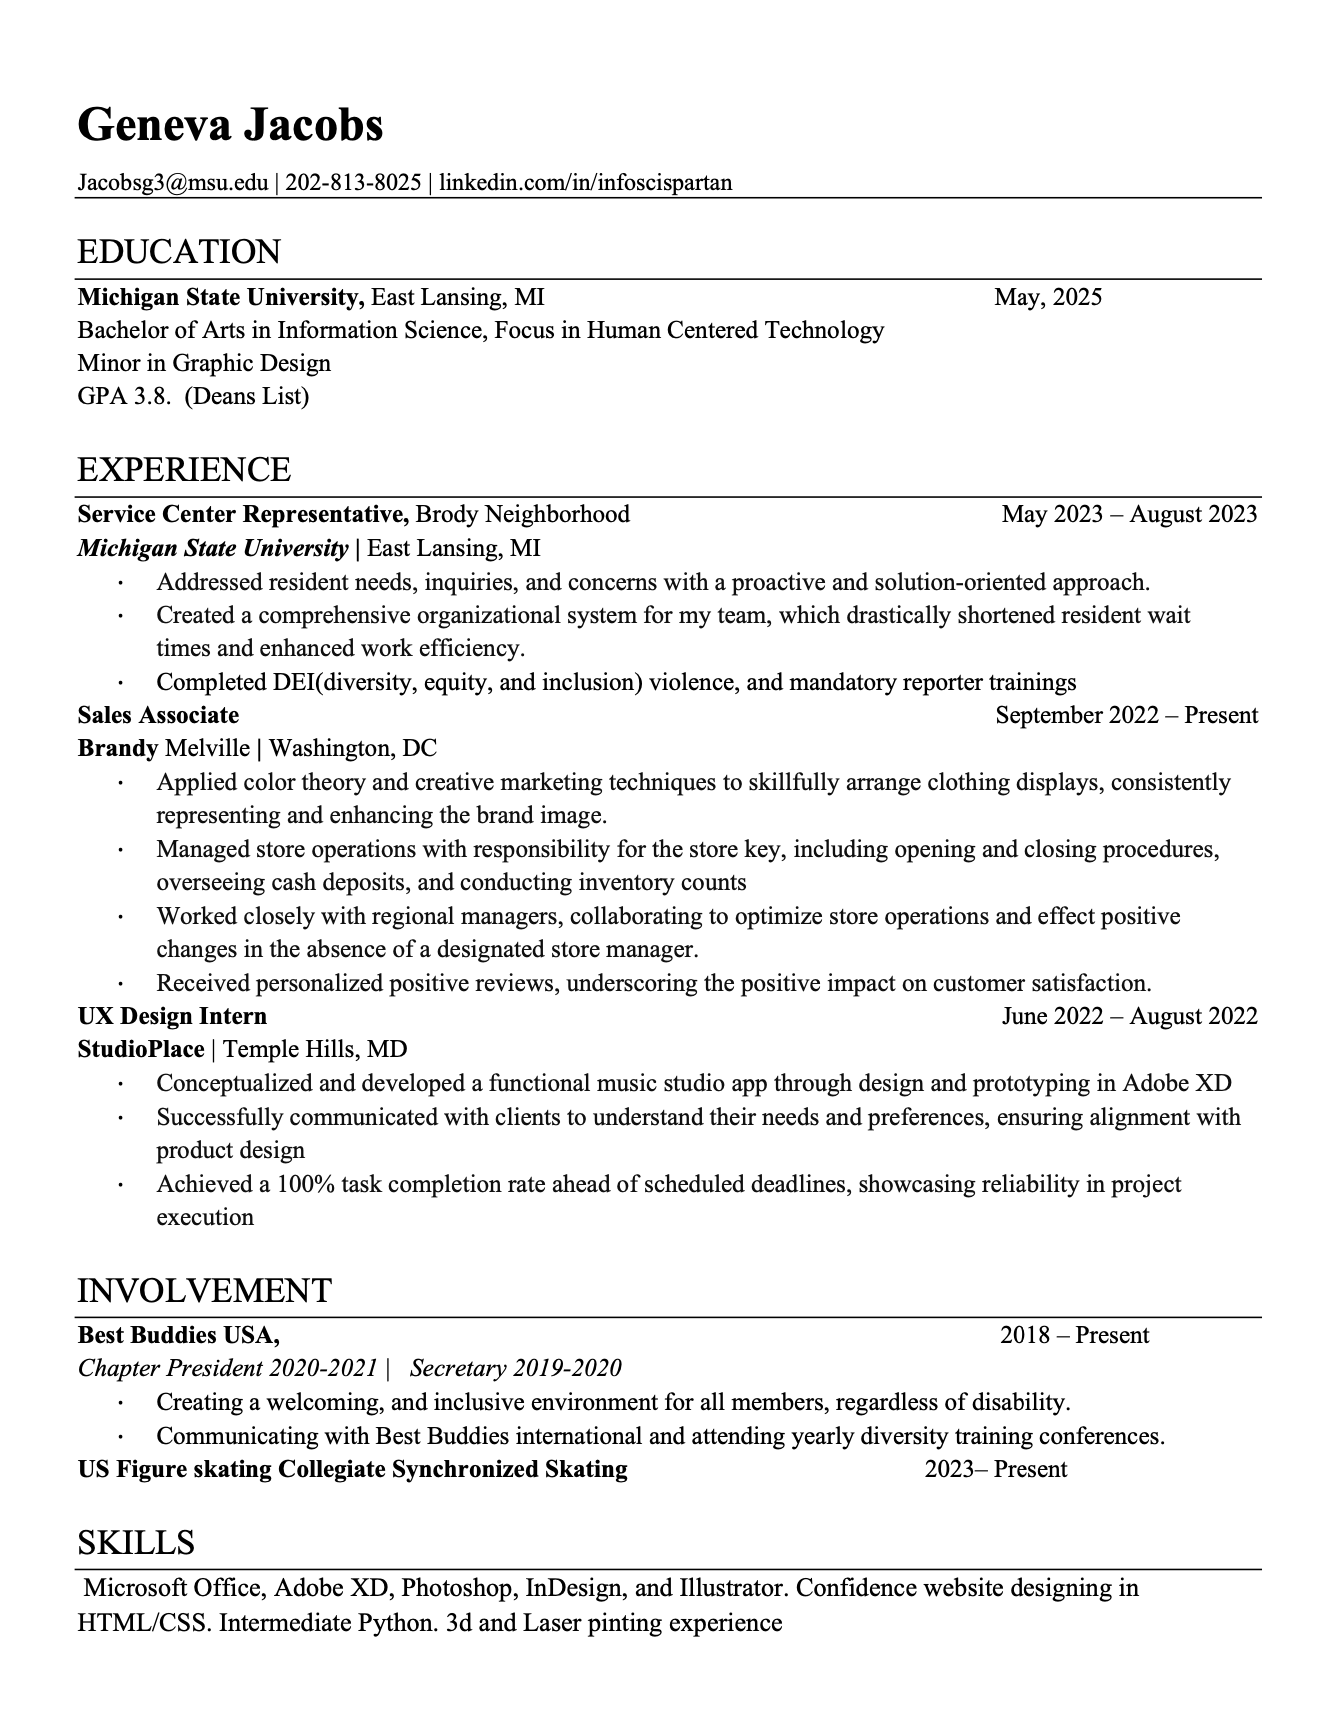 Geneva Jacobs
Jacobsg3@msu.edu | 202-813-8025 | linkedin.com/in/infoscispartan
EDUCATION
Michigan State University, East Lansing, MI May, 2025
Bachelor of Arts in Information Science, Focus in Human Centered Technology
Minor in Graphic Design
GPA 3.8. (Deans List)
EXPERIENCE
Service Center Representative, Brody Neighborhood May 2023 – August 2023
Michigan State University | East Lansing, MI
· Addressed resident needs, inquiries, and concerns with a proactive and solution-oriented approach.
· Created a comprehensive organizational system for my team, which drastically shortened resident wait
times and enhanced work efficiency.
· Completed DEI(diversity, equity, and inclusion) violence, and mandatory reporter trainings
Sales Associate September 2022 – Present
Brandy Melville | Washington, DC
· Applied color theory and creative marketing techniques to skillfully arrange clothing displays, consistently
representing and enhancing the brand image.
· Managed store operations with responsibility for the store key, including opening and closing procedures,
overseeing cash deposits, and conducting inventory counts
· Worked closely with regional managers, collaborating to optimize store operations and effect positive
changes in the absence of a designated store manager.
· Received personalized positive reviews, underscoring the positive impact on customer satisfaction.
UX Design Intern June 2022 – August 2022
StudioPlace | Temple Hills, MD
· Conceptualized and developed a functional music studio app through design and prototyping in Adobe XD
· Successfully communicated with clients to understand their needs and preferences, ensuring alignment with
product design
· Achieved a 100% task completion rate ahead of scheduled deadlines, showcasing reliability in project
execution
INVOLVEMENT
Best Buddies USA, 2018 – Present
Chapter President 2020-2021 | Secretary 2019-2020
· Creating a welcoming, and inclusive environment for all members, regardless of disability.
· Communicating with Best Buddies international and attending yearly diversity training conferences.
US Figure skating Collegiate Synchronized Skating 2023– Present
SKILLS
Microsoft Office, Adobe XD, Photoshop, InDesign, and Illustrator. Confidence website designing in
HTML/CSS. Intermediate Python. 3d and Laser pinting experience